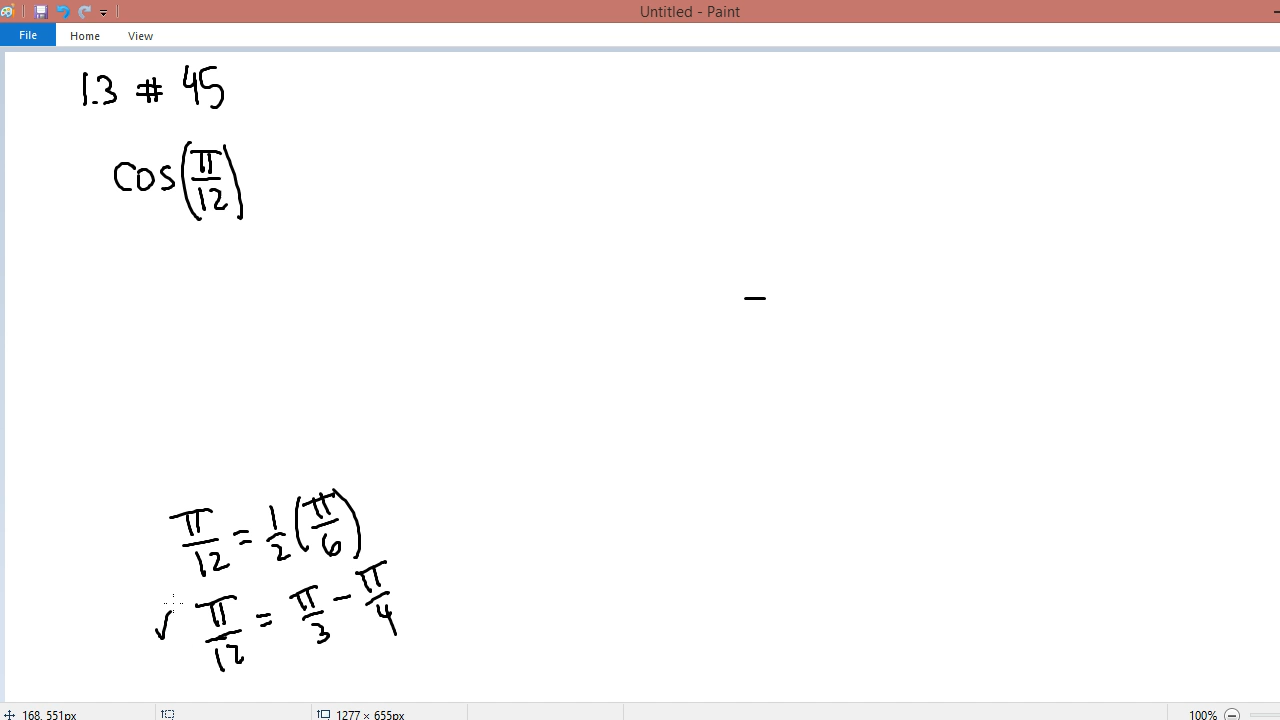 Untitled - Paint
File Home View
1.3 # 45
cos(π/12)
–
π/12 = 1/2 (π/6)
✓ π/12 = π/3 − π/4
168, 551px 1277 × 655px 100%